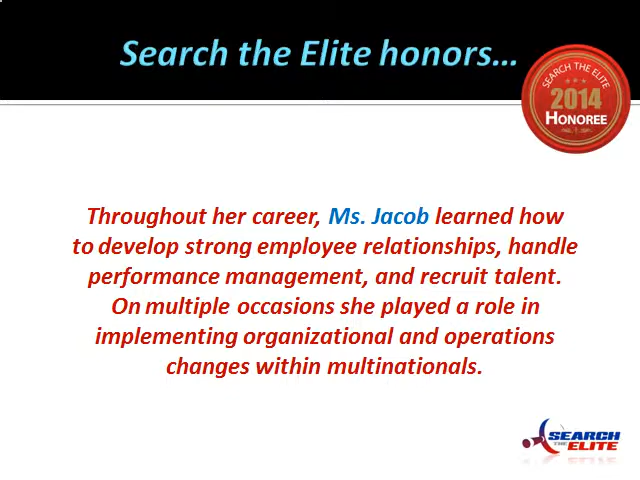 Search the Elite honors...
SEARCH THE ELITE
2014
HONOREE
Throughout her career, Ms. Jacob learned how
to develop strong employee relationships, handle
performance management, and recruit talent.
On multiple occasions she played a role in
implementing organizational and operations
changes within multinationals.
SEARCH
THE ELITE